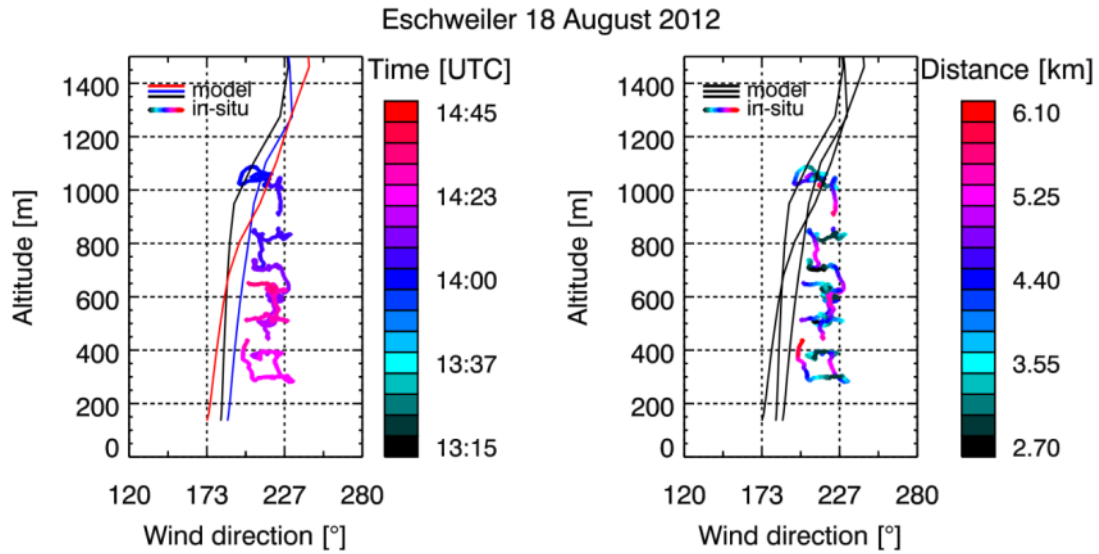 Eschweiler 18 August 2012
Time [UTC]
model
in-situ
Altitude [m]
1400
1200
1000
800
600
400
200
0
120 173 227 280
Wind direction [°]
14:45
14:23
14:00
13:37
13:15
Distance [km]
model
in-situ
Altitude [m]
1400
1200
1000
800
600
400
200
0
120 173 227 280
Wind direction [°]
6.10
5.25
4.40
3.55
2.70